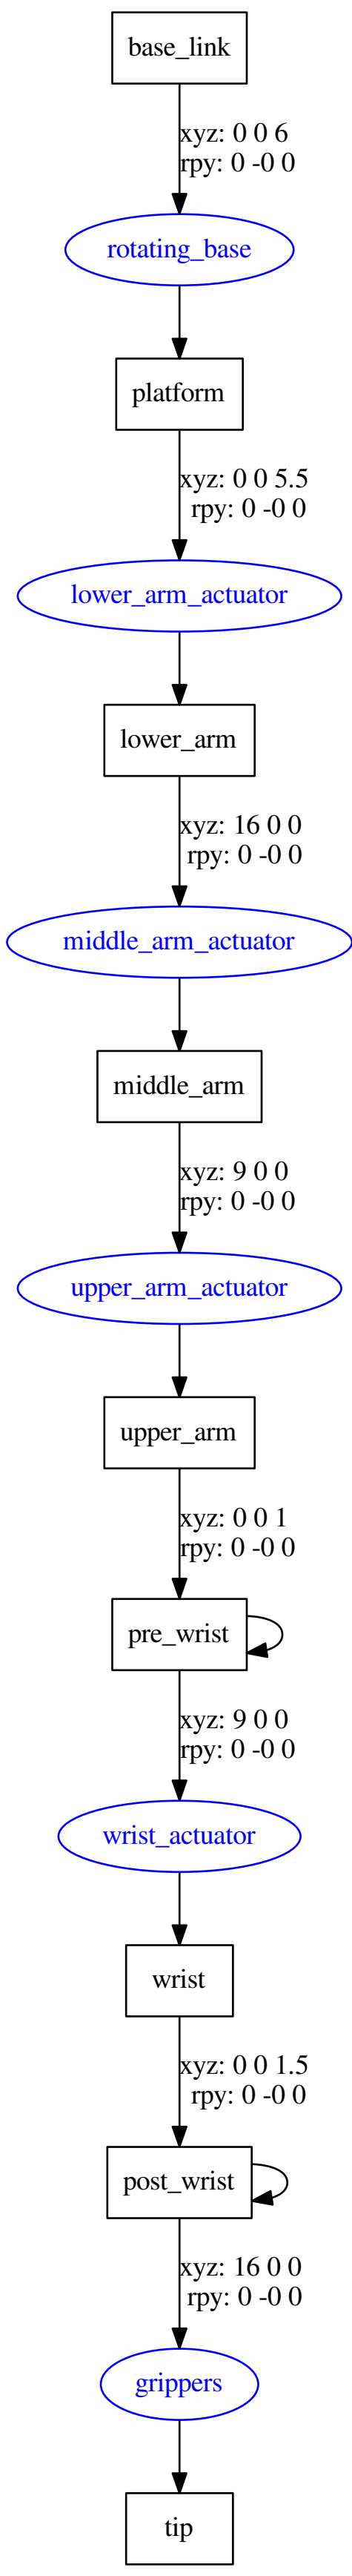 base_link
xyz: 0 0 6
rpy: 0 -0 0
rotating_base
platform
xyz: 0 0 5.5
rpy: 0 -0 0
lower_arm_actuator
lower_arm
xyz: 16 0 0
rpy: 0 -0 0
middle_arm_actuator
middle_arm
xyz: 9 0 0
rpy: 0 -0 0
upper_arm_actuator
upper_arm
xyz: 0 0 1
rpy: 0 -0 0
pre_wrist
xyz: 9 0 0
rpy: 0 -0 0
wrist_actuator
wrist
xyz: 0 0 1.5
rpy: 0 -0 0
post_wrist
xyz: 16 0 0
rpy: 0 -0 0
grippers
tip